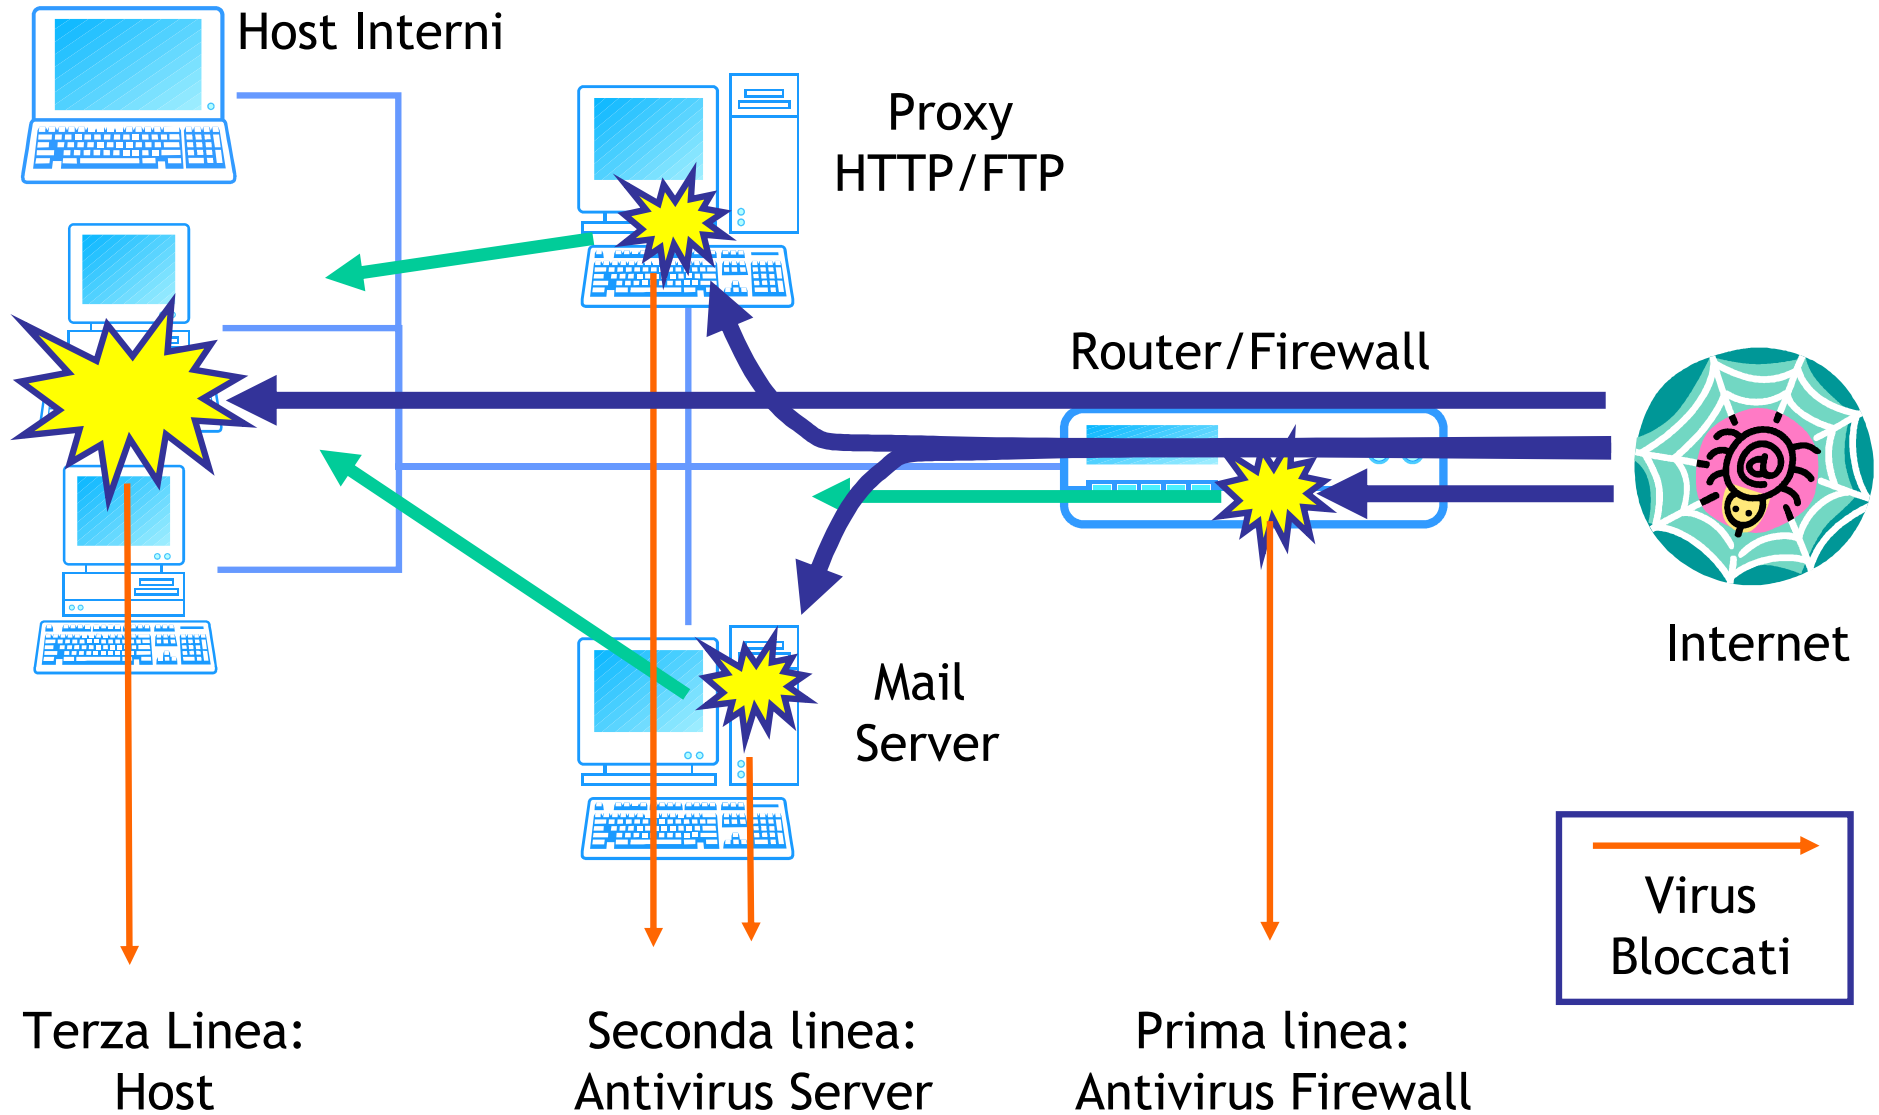 Host Interni
Proxy
HTTP/FTP
Router/Firewall
Internet
Mail
Server
Virus
Bloccati
Terza Linea:
Host
Seconda linea:
Antivirus Server
Prima linea:
Antivirus Firewall